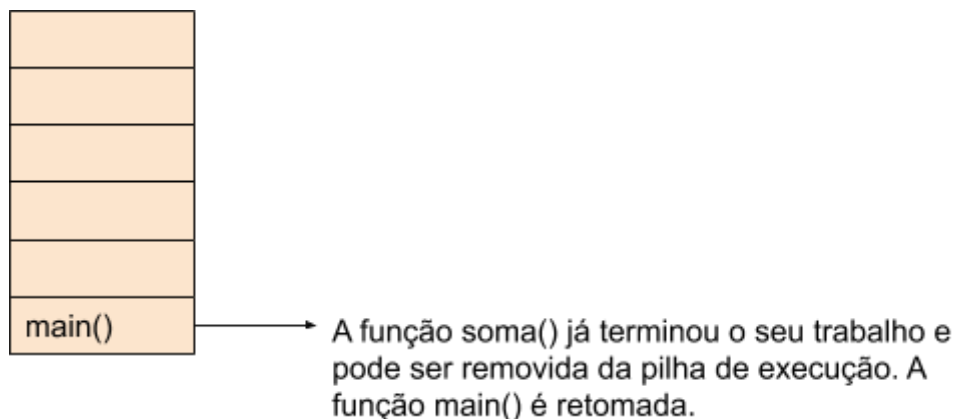 main()
A função soma() já terminou o seu trabalho e
pode ser removida da pilha de execução. A
função main() é retomada.